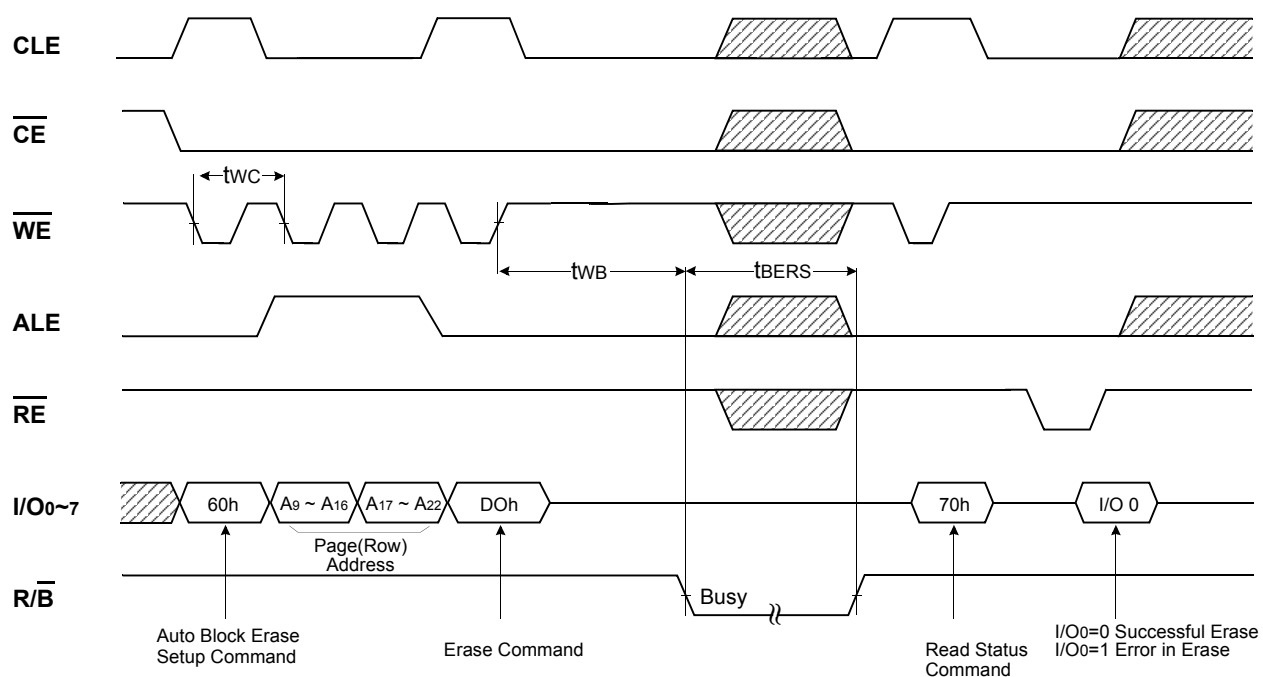 CLE
CE
tWC
WE
tWB
tBERS
ALE
RE
I/O0~7
60h
A9 ~ A16
A17 ~ A22
DOh
70h
I/O 0
Page(Row)
Address
R/B
Busy
Auto Block Erase
Setup Command
Erase Command
Read Status
Command
I/O0=0 Successful Erase
I/O0=1 Error in Erase